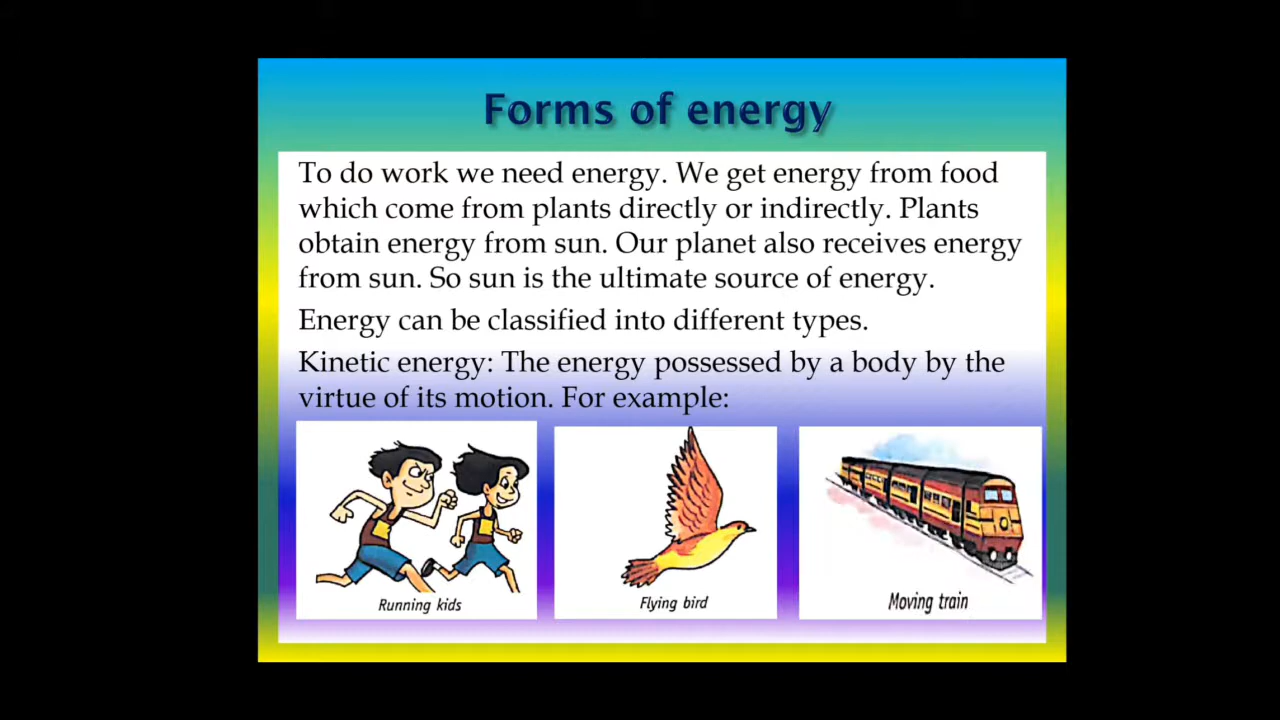 Forms of energy
To do work we need energy. We get energy from food
which come from plants directly or indirectly. Plants
obtain energy from sun. Our planet also receives energy
from sun. So sun is the ultimate source of energy.
Energy can be classified into different types.
Kinetic energy: The energy possessed by a body by the
virtue of its motion. For example:
Running kids
Flying bird
Moving train